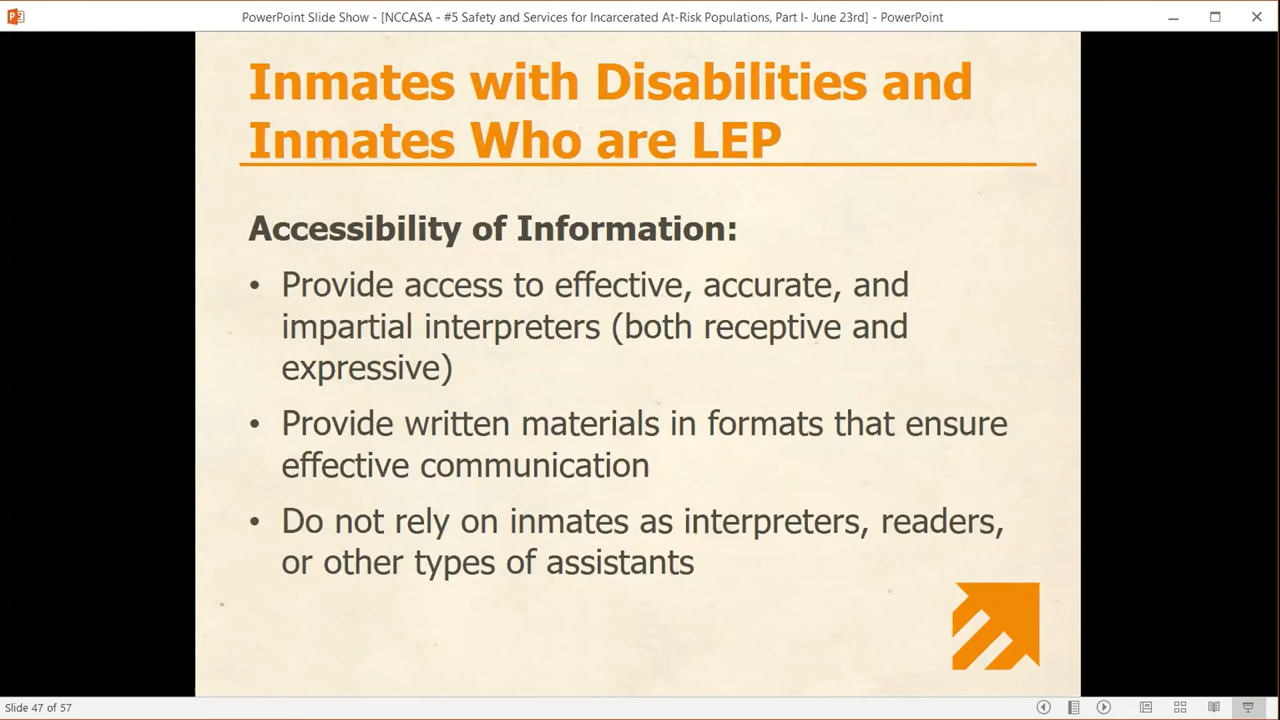 PowerPoint Slide Show - [NCCASA - #5 Safety and Services for Incarcerated At-Risk Populations, Part I- June 23rd] - PowerPoint
Inmates with Disabilities and
Inmates Who are LEP
Accessibility of Information:
• Provide access to effective, accurate, and
impartial interpreters (both receptive and
expressive)
• Provide written materials in formats that ensure
effective communication
• Do not rely on inmates as interpreters, readers,
or other types of assistants
Slide 47 of 57